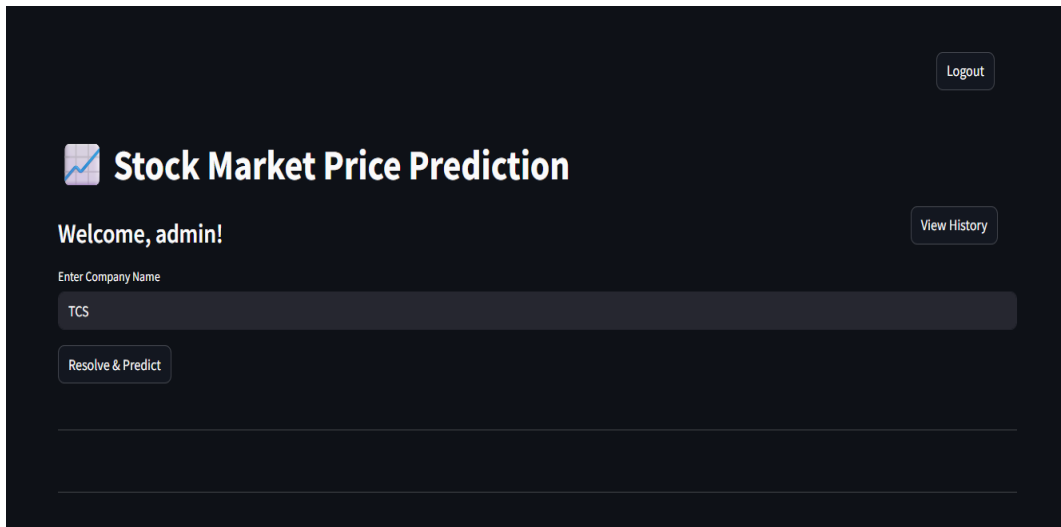 Logout
Stock Market Price Prediction
Welcome, admin!
View History
Enter Company Name
TCS
Resolve & Predict